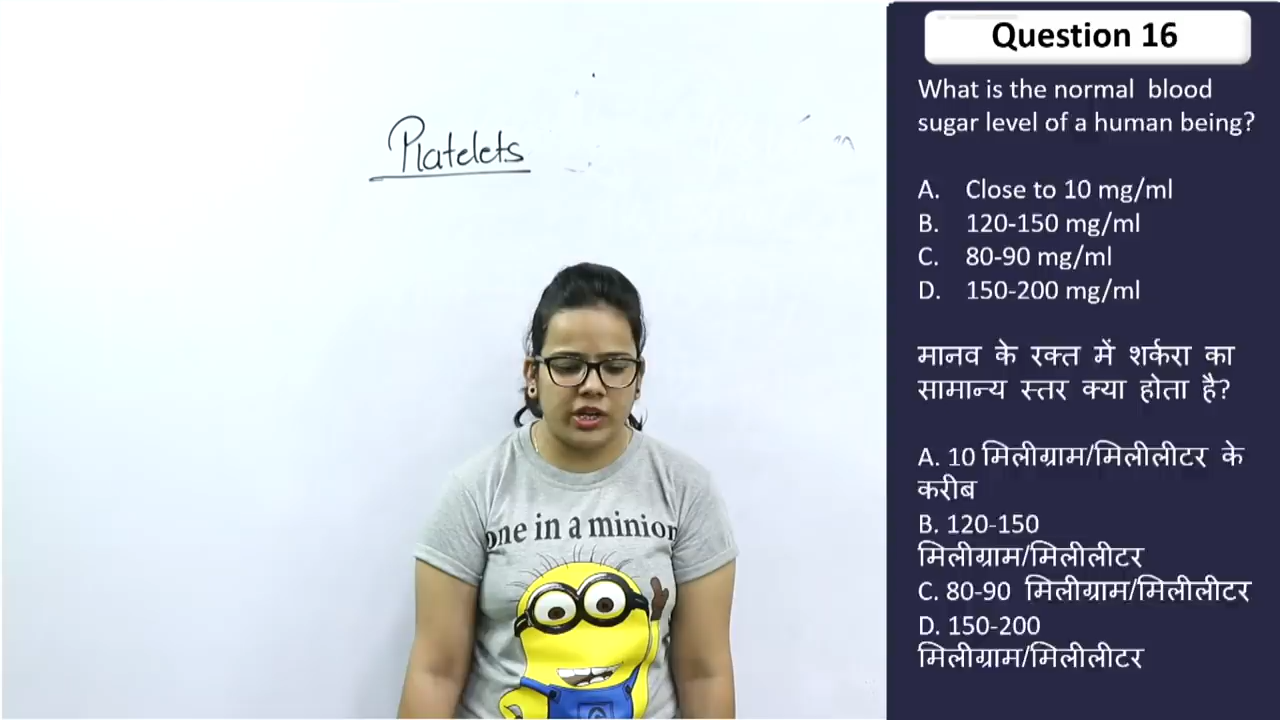 Platelets
one in a minion
Question 16
What is the normal blood
sugar level of a human being?
A. Close to 10 mg/ml
B. 120-150 mg/ml
C. 80-90 mg/ml
D. 150-200 mg/ml
मानव के रक्त में शर्करा का
सामान्य स्तर क्या होता है?
A. 10 मिलीग्राम/मिलीलीटर के
करीब
B. 120-150
मिलीग्राम/मिलीलीटर
C. 80-90 मिलीग्राम/मिलीलीटर
D. 150-200
मिलीग्राम/मिलीलीटर